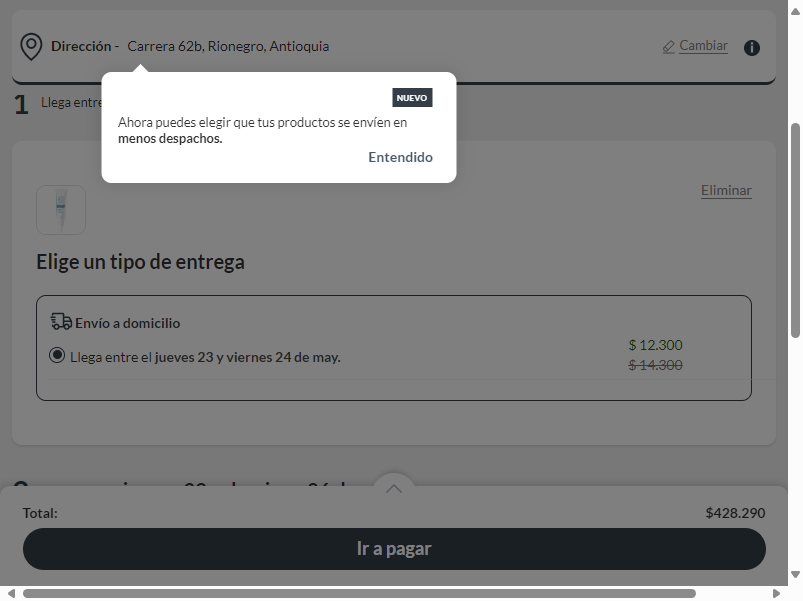 Dirección - Carrera 62b, Rionegro, Antioquia
Cambiar
1 Llega entre
NUEVO
Ahora puedes elegir que tus productos se envíen en
menos despachos.
Entendido
Eliminar
Elige un tipo de entrega
Envío a domicilio
Llega entre el jueves 23 y viernes 24 de may.
$ 12.300
$ 14.300
Total:
$428.290
Ir a pagar